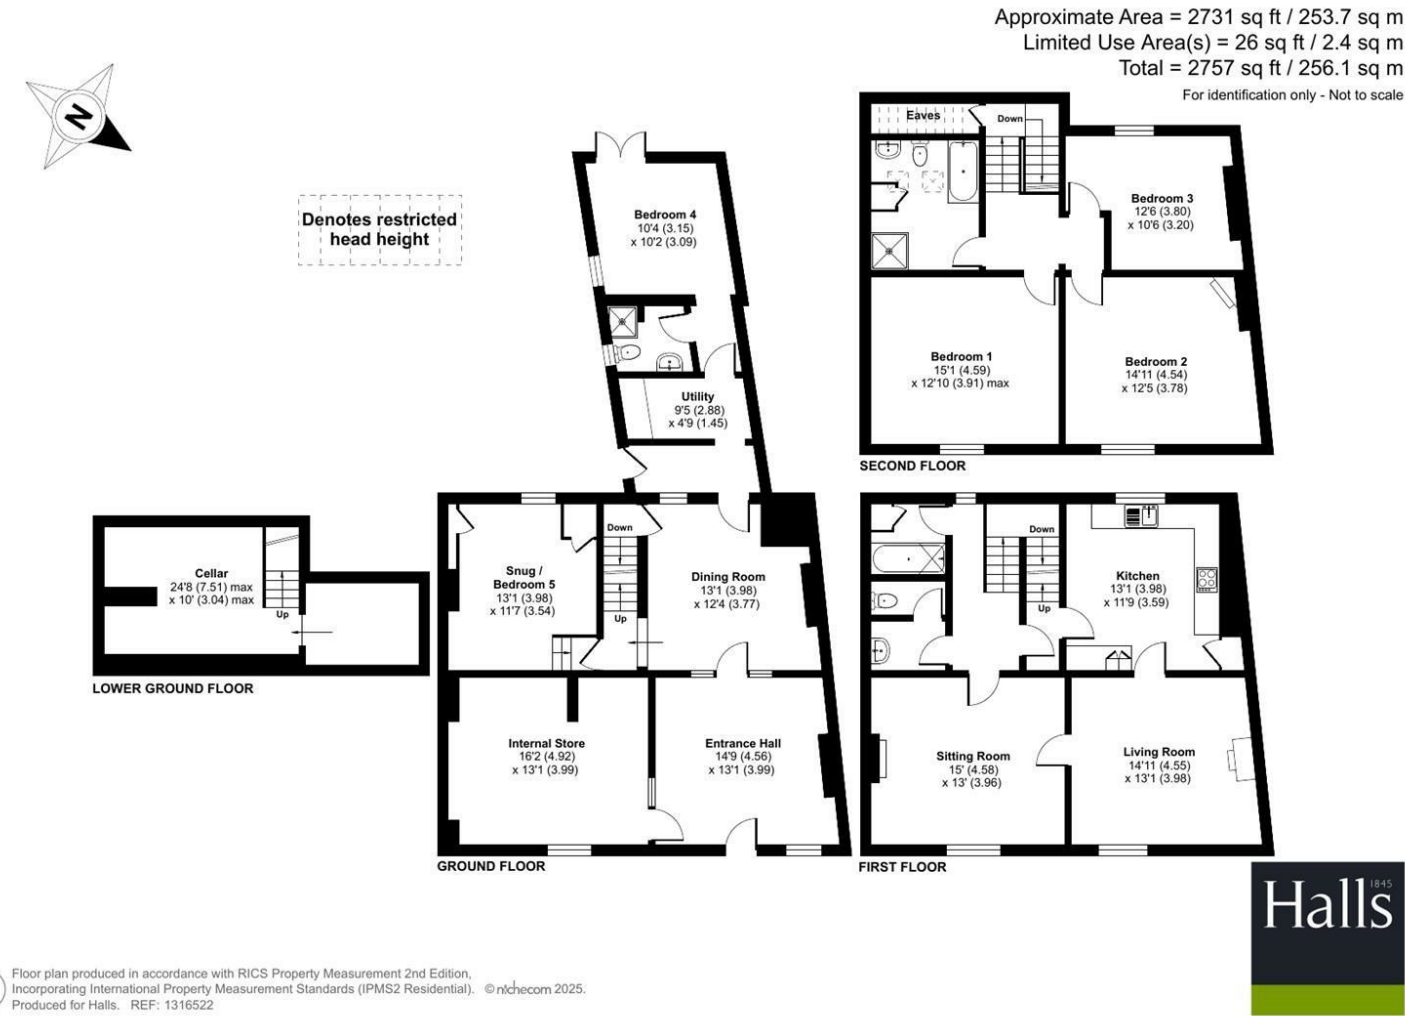 Approximate Area = 2731 sq ft / 253.7 sq m
Limited Use Area(s) = 26 sq ft / 2.4 sq m
Total = 2757 sq ft / 256.1 sq m
For identification only - Not to scale
N
Denotes restricted
head height
Eaves
Down
Bedroom 3
12'6 (3.80)
x 10'6 (3.20)
Bedroom 1
15'1 (4.59)
x 12'10 (3.91) max
Bedroom 2
14'11 (4.54)
x 12'5 (3.78)
SECOND FLOOR
Bedroom 4
10'4 (3.15)
x 10'2 (3.09)
Utility
9'5 (2.88)
x 4'9 (1.45)
Cellar
24'8 (7.51) max
x 10' (3.04) max
Up
LOWER GROUND FLOOR
Snug /
Bedroom 5
13'1 (3.98)
x 11'7 (3.54)
Down
Up
Dining Room
13'1 (3.98)
x 12'4 (3.77)
Internal Store
16'2 (4.92)
x 13'1 (3.99)
Entrance Hall
14'9 (4.56)
x 13'1 (3.99)
GROUND FLOOR
Down
Up
Kitchen
13'1 (3.98)
x 11'9 (3.59)
Sitting Room
15' (4.58)
x 13' (3.96)
Living Room
14'11 (4.55)
x 13'1 (3.98)
FIRST FLOOR
1845
Halls
Floor plan produced in accordance with RICS Property Measurement 2nd Edition,
Incorporating International Property Measurement Standards (IPMS2 Residential). © nichecom 2025.
Produced for Halls. REF: 1316522